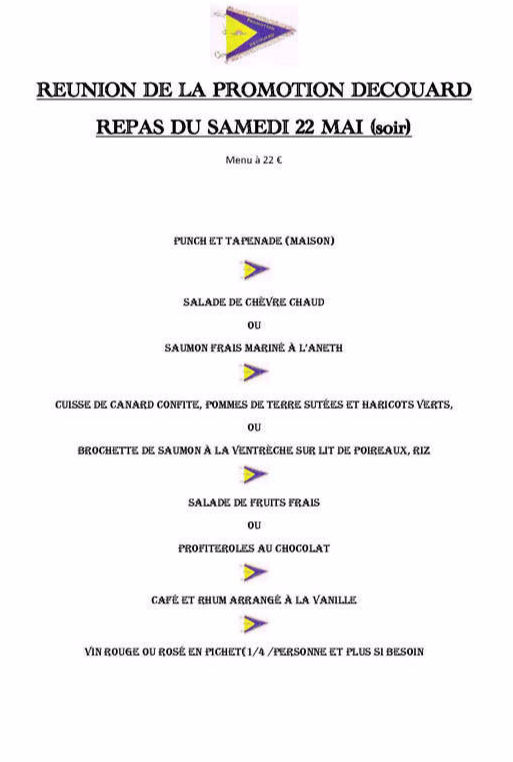 REUNION DE LA PROMOTION DECOUARD
REPAS DU SAMEDI 22 MAI (soir)
Menu à 22 €
PUNCH ET TAPENADE (MAISON)
SALADE DE CHÈVRE CHAUD
OU
SAUMON FRAIS MARINÉ À L'ANETH
CUISSE DE CANARD CONFITE, POMMES DE TERRE SUTÉES ET HARICOTS VERTS,
OU
BROCHETTE DE SAUMON À LA VENTRÈCHE SUR LIT DE POIREAUX, RIZ
SALADE DE FRUITS FRAIS
OU
PROFITEROLES AU CHOCOLAT
CAFÉ ET RHUM ARRANGÉ À LA VANILLE
VIN ROUGE OU ROSÉ EN PICHET(1/4 /PERSONNE ET PLUS SI BESOIN